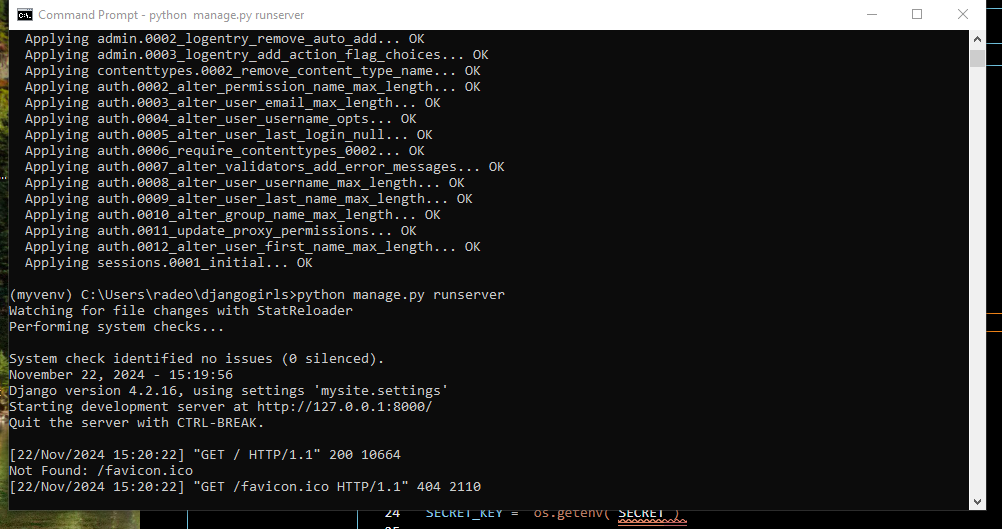 Command Prompt - python  manage.py runserver
  Applying admin.0002_logentry_remove_auto_add... OK
  Applying admin.0003_logentry_add_action_flag_choices... OK
  Applying contenttypes.0002_remove_content_type_name... OK
  Applying auth.0002_alter_permission_name_max_length... OK
  Applying auth.0003_alter_user_email_max_length... OK
  Applying auth.0004_alter_user_username_opts... OK
  Applying auth.0005_alter_user_last_login_null... OK
  Applying auth.0006_require_contenttypes_0002... OK
  Applying auth.0007_alter_validators_add_error_messages... OK
  Applying auth.0008_alter_user_username_max_length... OK
  Applying auth.0009_alter_user_last_name_max_length... OK
  Applying auth.0010_alter_group_name_max_length... OK
  Applying auth.0011_update_proxy_permissions... OK
  Applying auth.0012_alter_user_first_name_max_length... OK
  Applying sessions.0001_initial... OK
(myvenv) C:\Users\radeo\djangogirls>python manage.py runserver
Watching for file changes with StatReloader
Performing system checks...
System check identified no issues (0 silenced).
November 22, 2024 - 15:19:56
Django version 4.2.16, using settings 'mysite.settings'
Starting development server at http://127.0.0.1:8000/
Quit the server with CTRL-BREAK.
[22/Nov/2024 15:20:22] "GET / HTTP/1.1" 200 10664
Not Found: /favicon.ico
[22/Nov/2024 15:20:22] "GET /favicon.ico HTTP/1.1" 404 2110
24 SECRET_KEY = os.getenv( SECRET )